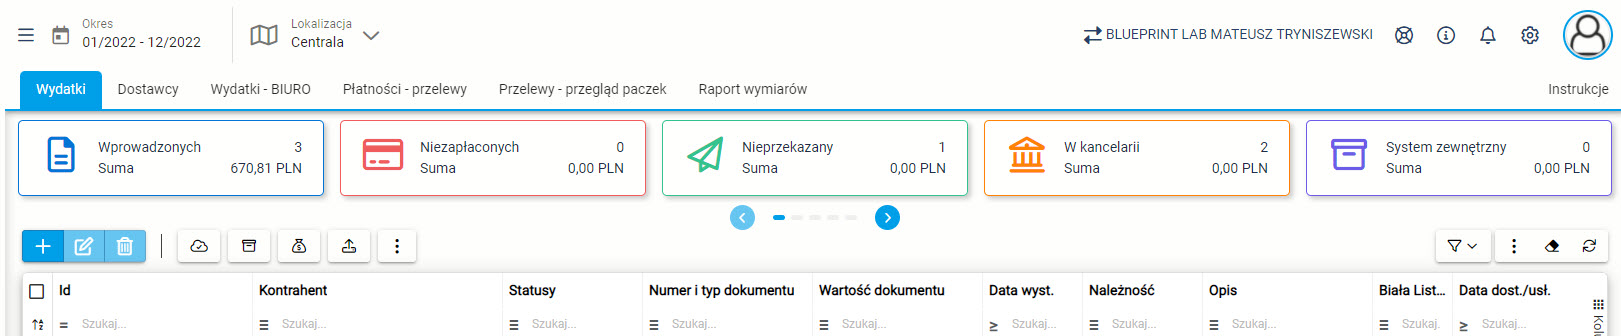 Okres
01/2022 - 12/2022
Lokalizacja
Centrala
BLUEPRINT LAB MATEUSZ TRYNISZEWSKI
Wydatki Dostawcy Wydatki - BIURO Płatności - przelewy Przelewy - przegląd paczek Raport wymiarów Instrukcje
Wprowadzonych 3
Suma 670,81 PLN
Niezapłaconych 0
Suma 0,00 PLN
Nieprzekazany 1
Suma 0,00 PLN
W kancelarii 2
Suma 0,00 PLN
System zewnętrzny 0
Suma 0,00 PLN
Id Kontrahent Statusy Numer i typ dokumentu Wartość dokumentu Data wyst. Należność Opis Biała List... Data dost./usł.
= Szukaj... Szukaj... Szukaj... Szukaj... Szukaj... ≥ Szukaj... Szukaj... Szukaj... Szukaj. ≥ Szukaj...